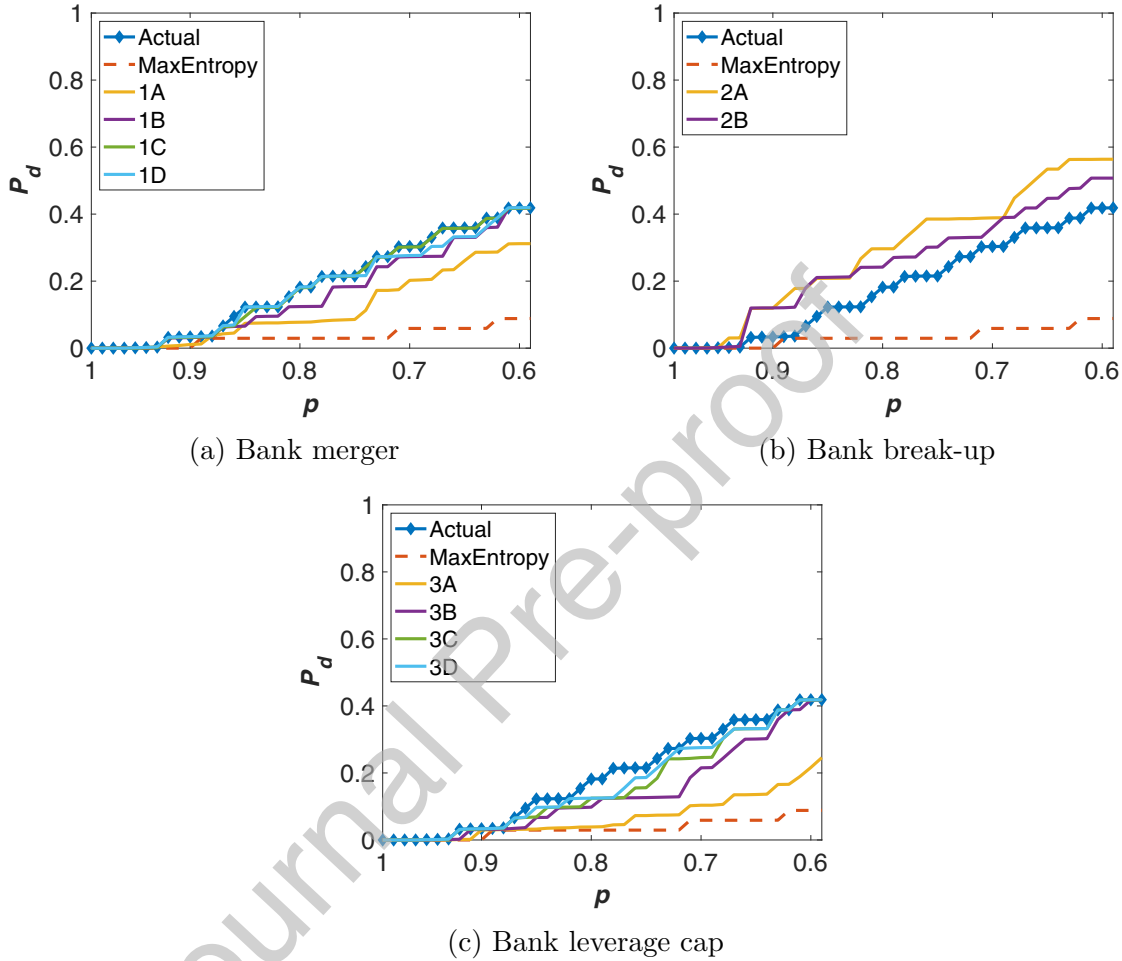 1
0.8
0.6
0.4
0.2
0
P_d
Actual
MaxEntropy
1A
1B
1C
1D
1
0.9
0.8
0.7
0.6
p
(a) Bank merger
1
0.8
0.6
0.4
0.2
0
P_d
Actual
MaxEntropy
2A
2B
1
0.9
0.8
0.7
0.6
p
(b) Bank break-up
1
0.8
0.6
0.4
0.2
0
P_d
Actual
MaxEntropy
3A
3B
3C
3D
1
0.9
0.8
0.7
0.6
p
(c) Bank leverage cap
Journal Pre-proof